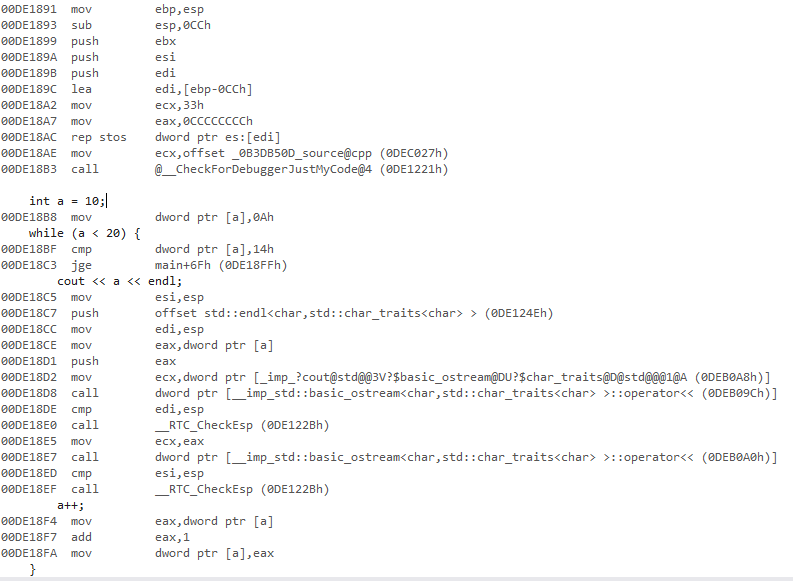 00DE1891  mov         ebp,esp
00DE1893  sub         esp,0CCh
00DE1899  push        ebx
00DE189A  push        esi
00DE189B  push        edi
00DE189C  lea         edi,[ebp-0CCh]
00DE18A2  mov         ecx,33h
00DE18A7  mov         eax,0CCCCCCCCh
00DE18AC  rep stos    dword ptr es:[edi]
00DE18AE  mov         ecx,offset _0B3DB50D_source@cpp (0DEC027h)
00DE18B3  call        @__CheckForDebuggerJustMyCode@4 (0DE1221h)
    int a = 10;
00DE18B8  mov         dword ptr [a],0Ah
    while (a < 20) {
00DE18BF  cmp         dword ptr [a],14h
00DE18C3  jge         main+6Fh (0DE18FFh)
        cout << a << endl;
00DE18C5  mov         esi,esp
00DE18C7  push        offset std::endl<char,std::char_traits<char> > (0DE124Eh)
00DE18CC  mov         edi,esp
00DE18CE  mov         eax,dword ptr [a]
00DE18D1  push        eax
00DE18D2  mov         ecx,dword ptr [_imp_?cout@std@@3V?$basic_ostream@DU?$char_traits@D@std@@@1@A (0DEB0A8h)]
00DE18D8  call        dword ptr [__imp_std::basic_ostream<char,std::char_traits<char> >::operator<< (0DEB09Ch)]
00DE18DE  cmp         edi,esp
00DE18E0  call        __RTC_CheckEsp (0DE122Bh)
00DE18E5  mov         ecx,eax
00DE18E7  call        dword ptr [__imp_std::basic_ostream<char,std::char_traits<char> >::operator<< (0DEB0A0h)]
00DE18ED  cmp         esi,esp
00DE18EF  call        __RTC_CheckEsp (0DE122Bh)
        a++;
00DE18F4  mov         eax,dword ptr [a]
00DE18F7  add         eax,1
00DE18FA  mov         dword ptr [a],eax
    }